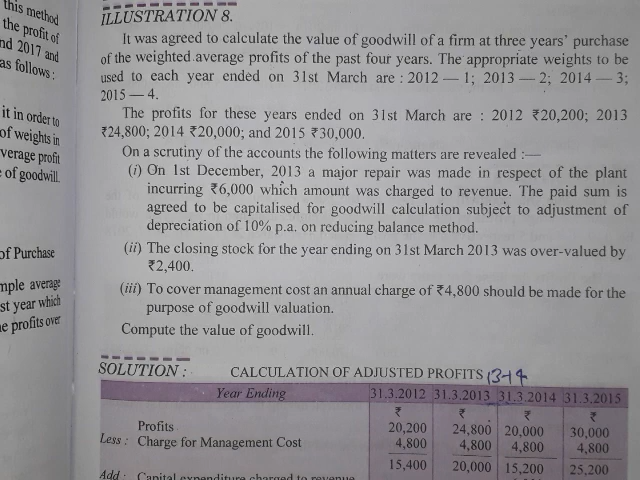 this method
the profit of
nd 2017 and
as follows :
it in order to
of weights in
verage profit
of goodwill.
of Purchase
mple average
st year which
e profits over
ILLUSTRATION 8.
It was agreed to calculate the value of goodwill of a firm at three years' purchase
of the weighted average profits of the past four years. The appropriate weights to be
used to each year ended on 31st March are : 2012 — 1; 2013 — 2; 2014 — 3;
2015 — 4.
The profits for these years ended on 31st March are : 2012 ₹20,200; 2013
₹24,800; 2014 ₹20,000; and 2015 ₹30,000.
On a scrutiny of the accounts the following matters are revealed :—
(i) On 1st December, 2013 a major repair was made in respect of the plant
incurring ₹6,000 which amount was charged to revenue. The paid sum is
agreed to be capitalised for goodwill calculation subject to adjustment of
depreciation of 10% p.a. on reducing balance method.
(ii) The closing stock for the year ending on 31st March 2013 was over-valued by
₹2,400.
(iii) To cover management cost an annual charge of ₹4,800 should be made for the
purpose of goodwill valuation.
Compute the value of goodwill.
SOLUTION : CALCULATION OF ADJUSTED PROFITS 13-14
Year Ending 31.3.2012 31.3.2013 31.3.2014 31.3.2015
₹ ₹ ₹ ₹
Profits 20,200 24,800 20,000 30,000
Less : Charge for Management Cost 4,800 4,800 4,800 4,800
15,400 20,000 15,200 25,200
Add : Capital expenditure charged to revenue